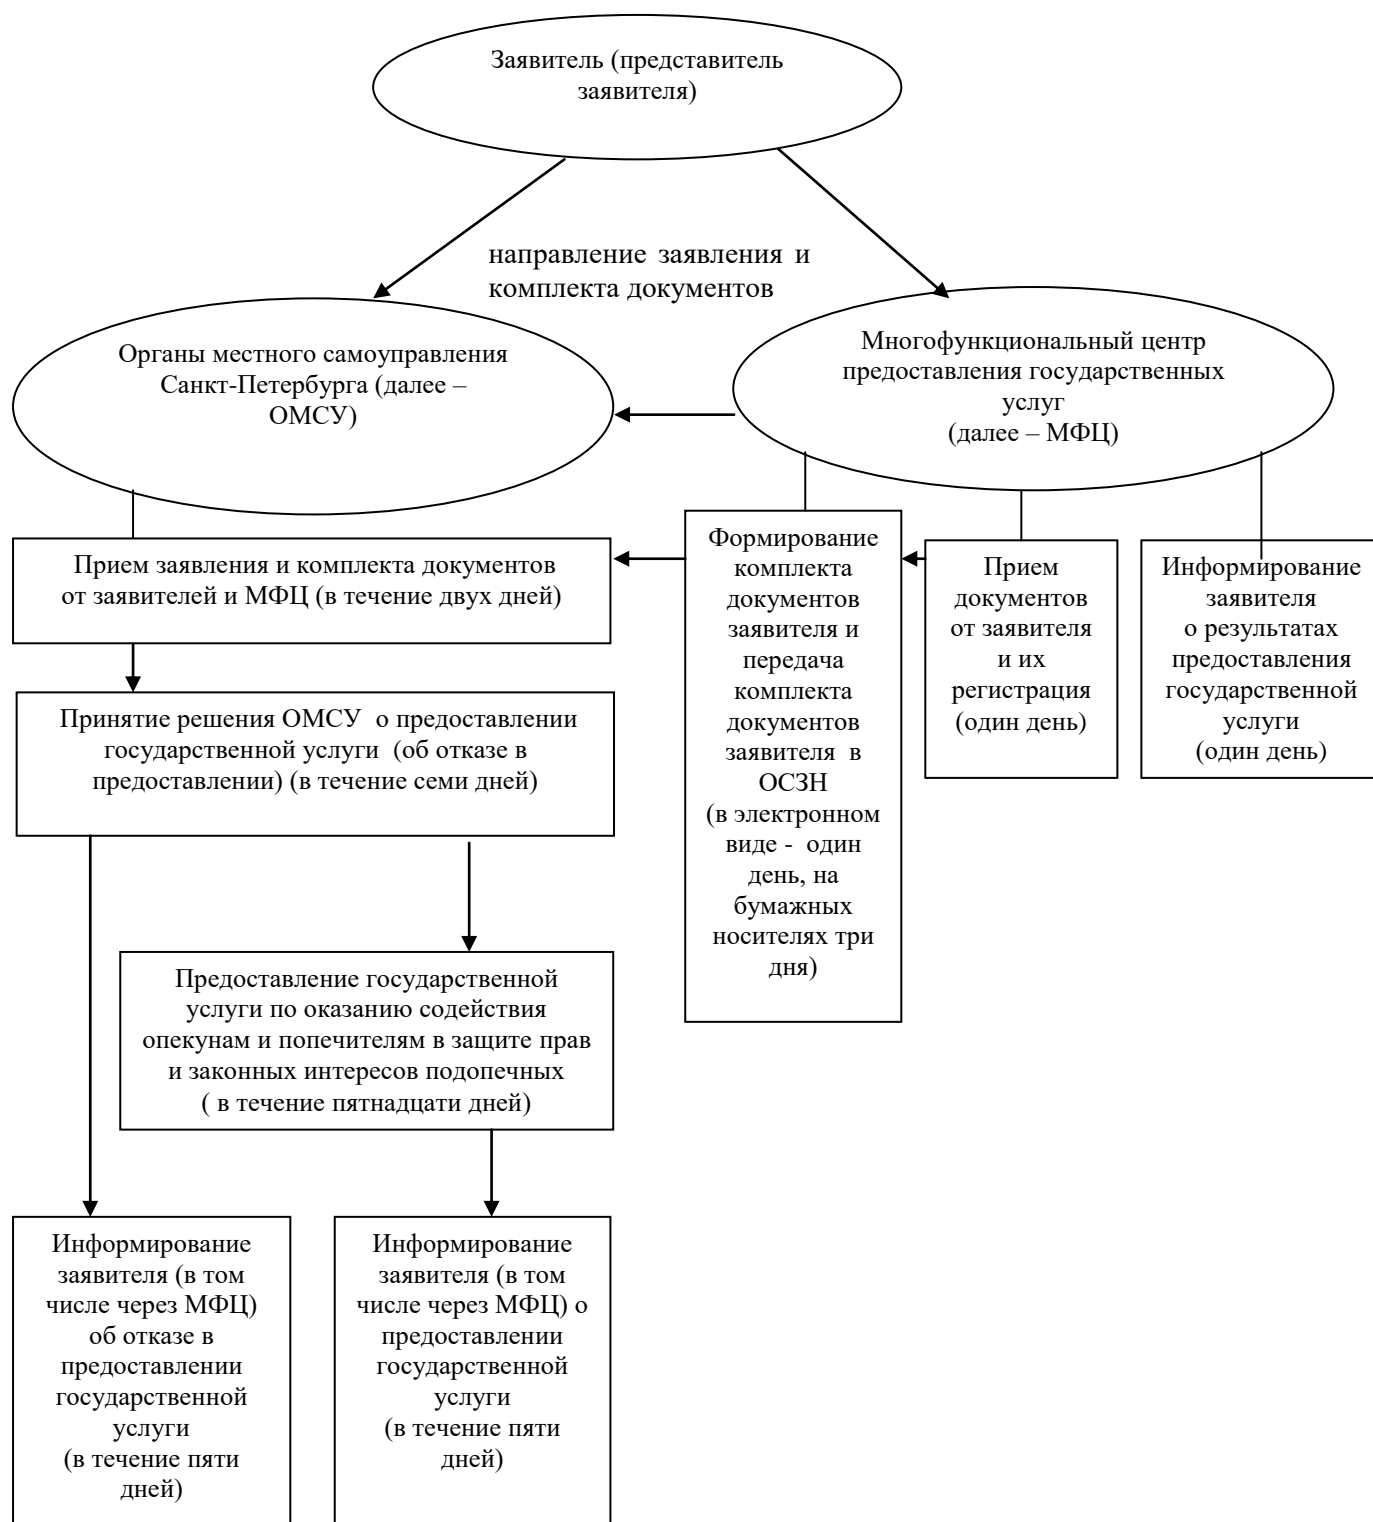 Заявитель (представитель
заявителя)
направление заявления и
комплекта документов
Органы местного самоуправления
Санкт-Петербурга (далее –
ОМСУ)
Многофункциональный центр
предоставления государственных
услуг
(далее – МФЦ)
Прием заявления и комплекта документов
от заявителей и МФЦ (в течение двух дней)
Формирование
комплекта
документов
заявителя и
передача
комплекта
документов
заявителя в
ОСЗН
(в электронном
виде - один
день, на
бумажных
носителях три
дня)
Прием
документов
от заявителя
и их
регистрация
(один день)
Информирование
заявителя
о результатах
предоставления
государственной
услуги
(один день)
Принятие решения ОМСУ о предоставлении
государственной услуги (об отказе в
предоставлении) (в течение семи дней)
Предоставление государственной
услуги по оказанию содействия
опекунам и попечителям в защите прав
и законных интересов подопечных
( в течение пятнадцати дней)
Информирование
заявителя (в том
числе через МФЦ)
об отказе в
предоставлении
государственной
услуги
(в течение пяти
дней)
Информирование
заявителя (в том
числе через МФЦ) о
предоставлении
государственной
услуги
(в течение пяти
дней)